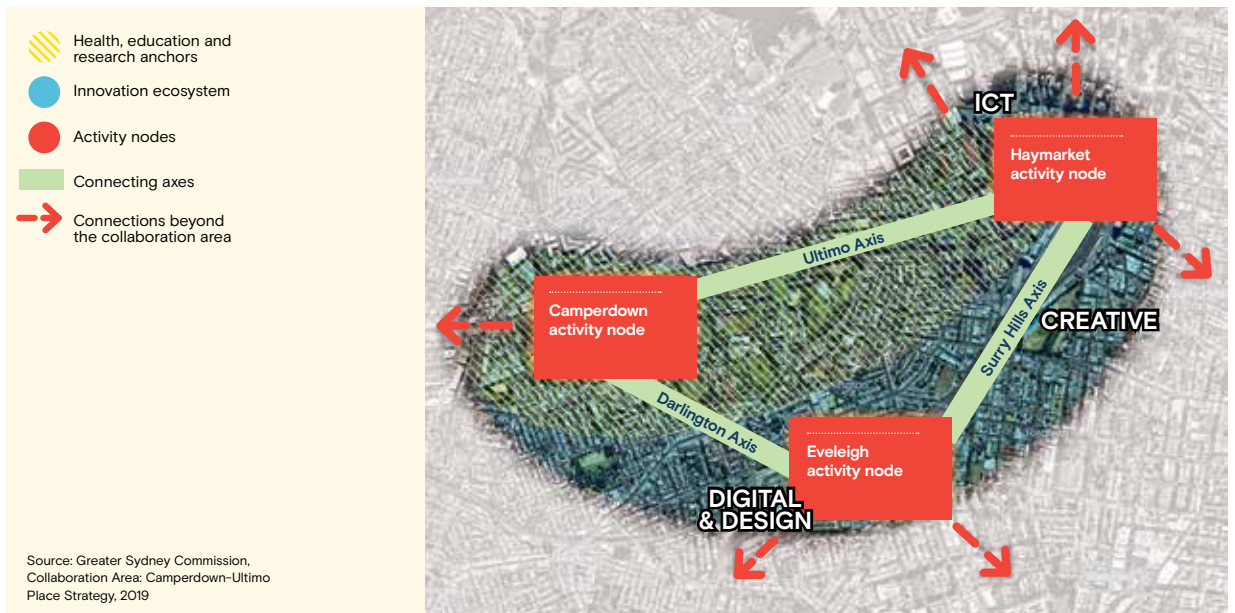 Health, education and
research anchors
Innovation ecosystem
Activity nodes
Connecting axes
Connections beyond
the collaboration area
Source: Greater Sydney Commission,
Collaboration Area: Camperdown-Ultimo
Place Strategy, 2019
ICT
Haymarket
activity node
Ultimo Axis
Camperdown
activity node
Surry Hills Axis
CREATIVE
Darlington Axis
Eveleigh
activity node
DIGITAL
& DESIGN